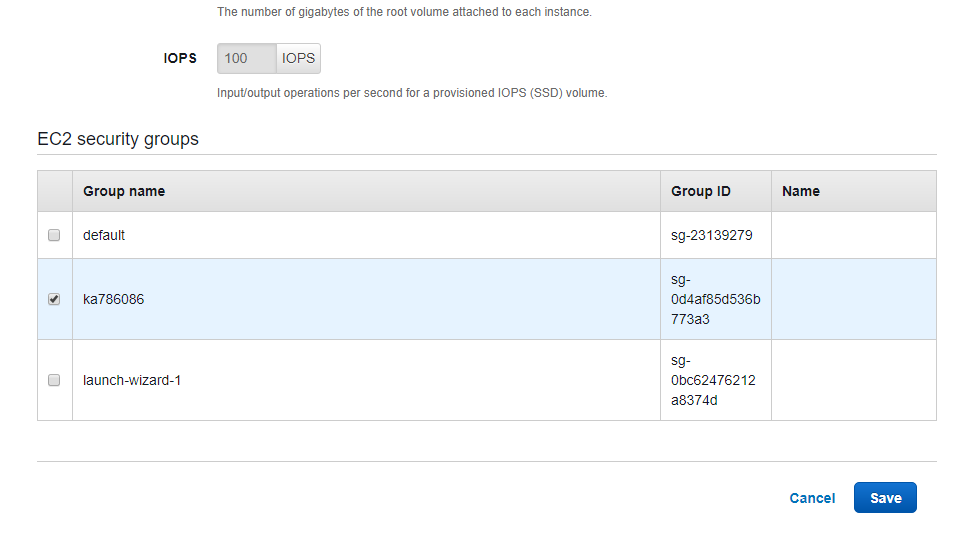 The number of gigabytes of the root volume attached to each instance.
IOPS 100 IOPS
Input/output operations per second for a provisioned IOPS (SSD) volume.
EC2 security groups
Group name Group ID Name
default sg-23139279
ka786086 sg-
0d4af85d536b
773a3
launch-wizard-1 sg-
0bc62476212
a8374d
Cancel Save